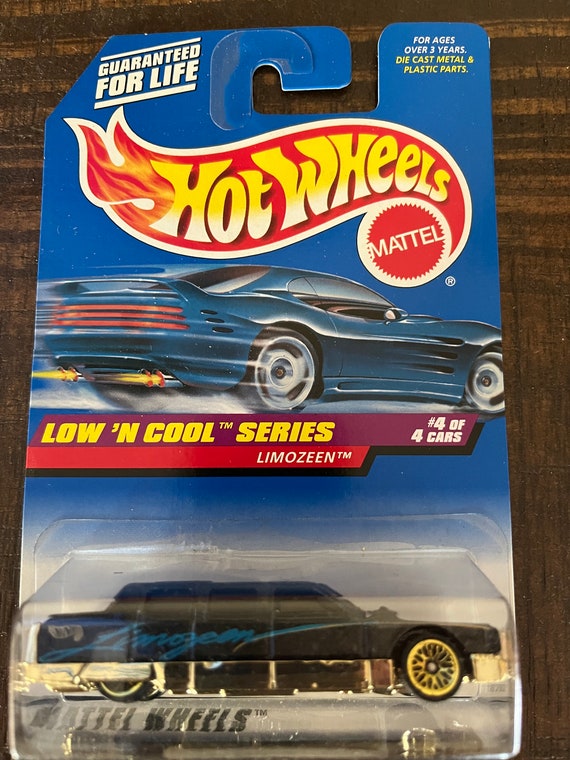 GUARANTEED
FOR LIFE
FOR AGES
OVER 3 YEARS.
DIE CAST METAL &
PLASTIC PARTS.
HOT WHEELS
MATTEL
®
LOW 'N COOL™ SERIES
#4 OF
4 CARS
LIMOZEEN™
Limozeen
MATTEL WHEELS™